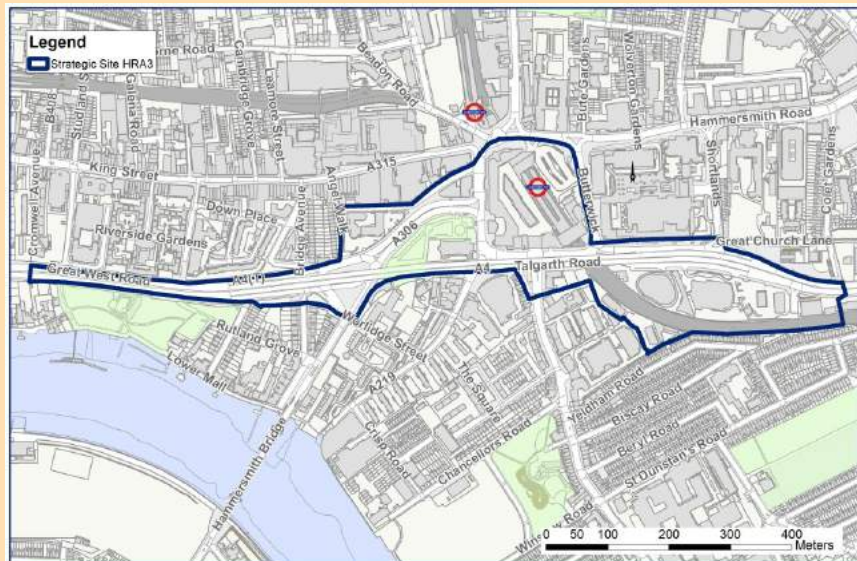 Legend
Strategic Site HRA3
Beadon Road
Cambridge Grove
Leamore Street
Galena Road
Studland S
B408
Cromwell Avenue
King Street
A315
Angel Walk
Down Place
Riverside Gardens
Bridge Avenue
A306
Great West Road
A4
Talgarth Road
Butterwick
Bute Gardens
Wolverton Gardens
Hammersmith Road
Shortlands
Colet Gardens
Great Church Lane
Rutland Grove
Lower Mall
Worlidge Street
A219
The Square
Crisp Road
Chancellors Road
Hammersmith Bridge
Yeldham Road
Biscay Road
Beryl Road
St Dunstan's Road
0 50 100 200 300 400
Meters